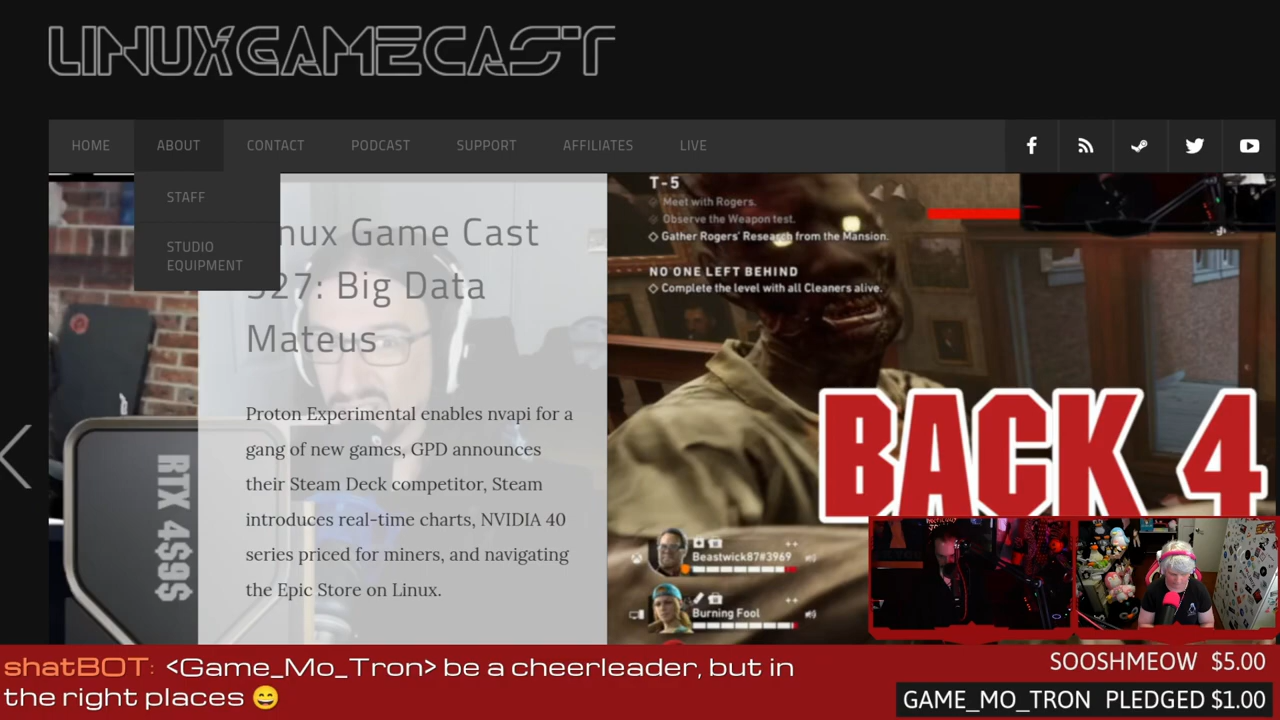 LINUXGAMECAST
HOME
ABOUT
CONTACT
PODCAST
SUPPORT
AFFILIATES
LIVE
STAFF
STUDIO
EQUIPMENT
nux Game Cast
527: Big Data
Mateus
Proton Experimental enables nvapi for a
gang of new games, GPD announces
their Steam Deck competitor, Steam
introduces real-time charts, NVIDIA 40
series priced for miners, and navigating
the Epic Store on Linux.
RTX 4$9$
T-5
Meet with Rogers.
Observe the Weapon test.
Gather Rogers' Research from the Mansion.
NO ONE LEFT BEHIND
Complete the level with all Cleaners alive.
BACK 4
Beastwick87#3969
Burning Fool
shatBOT: <Game_Mo_Tron> be a cheerleader, but in
the right places 😄
SOOSHMEOW $5.00
GAME_MO_TRON PLEDGED $1.00